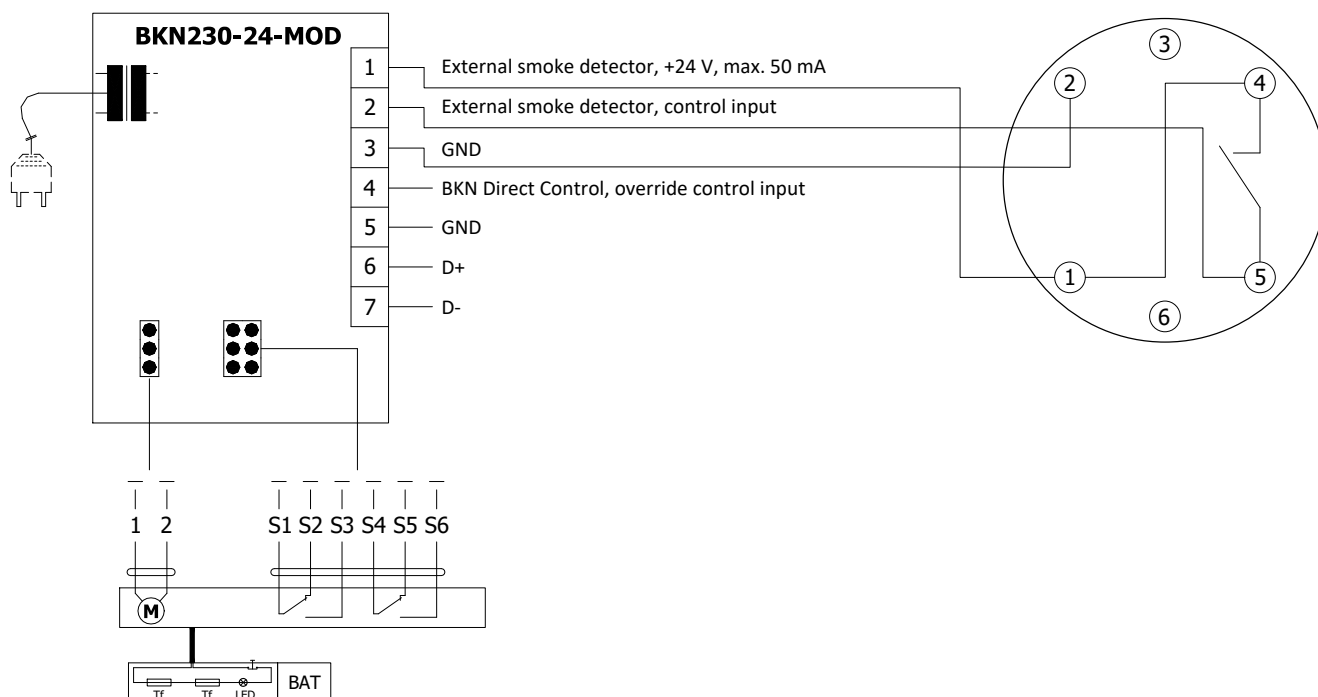 BKN230-24-MOD
1 External smoke detector, +24 V, max. 50 mA
2 External smoke detector, control input
3 GND
4 BKN Direct Control, override control input
5 GND
6 D+
7 D-
3
2 4
1 5
6
1 2 S1 S2 S3 S4 S5 S6
M
Tf Tf LED BAT